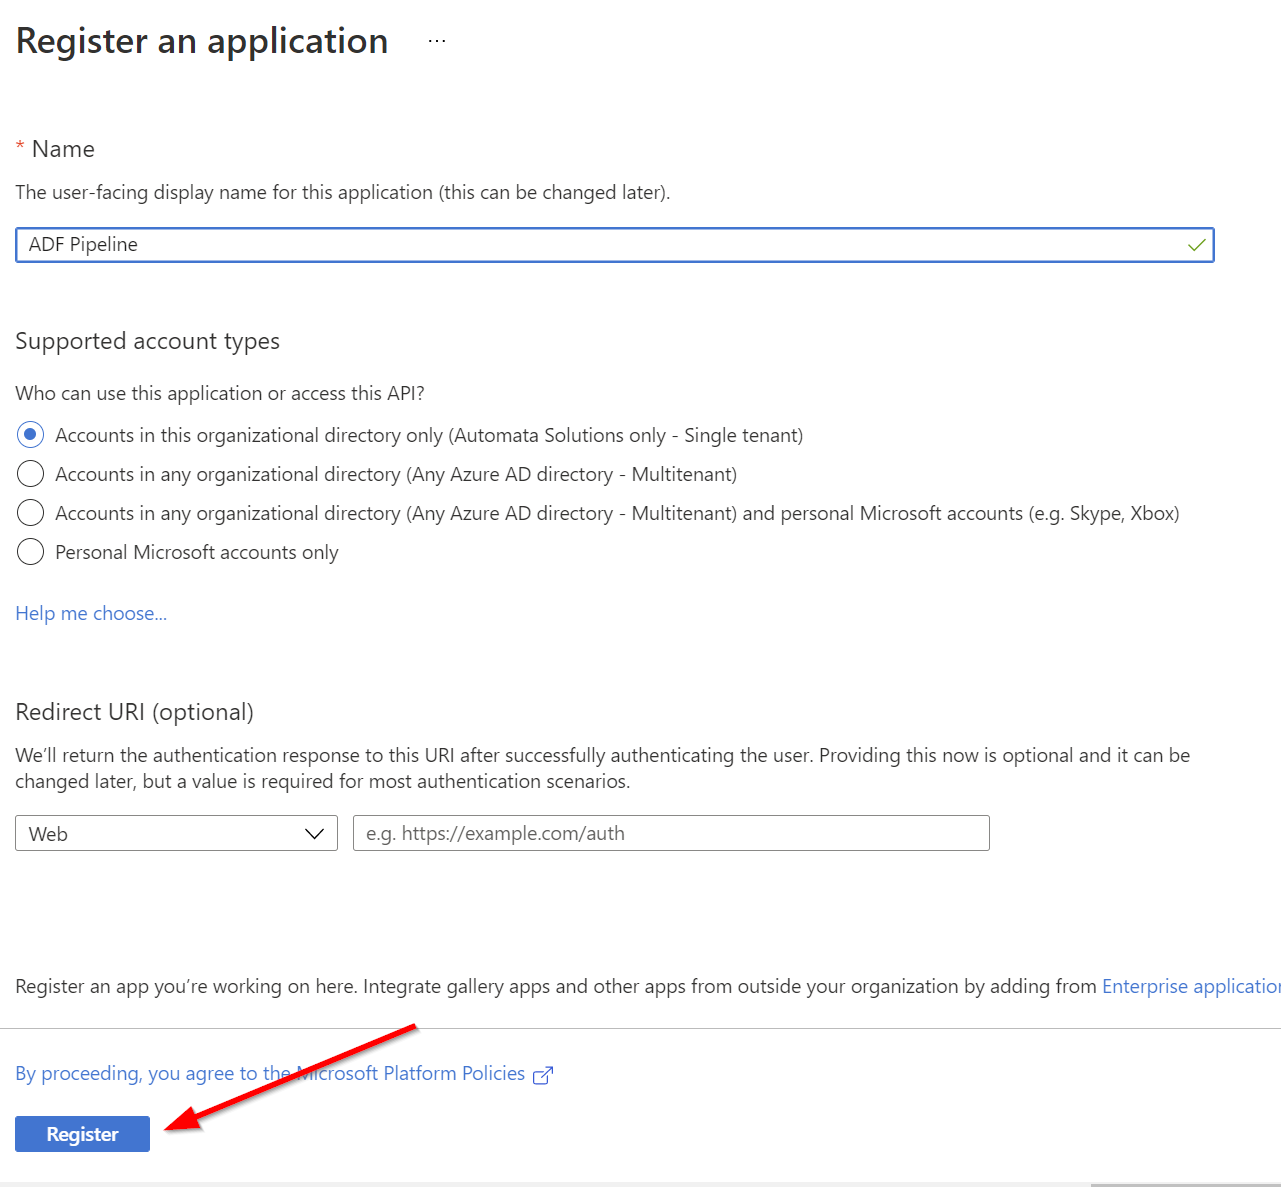 Register an application ...
* Name
The user-facing display name for this application (this can be changed later).
ADF Pipeline
Supported account types
Who can use this application or access this API?
Accounts in this organizational directory only (Automata Solutions only - Single tenant)
Accounts in any organizational directory (Any Azure AD directory - Multitenant)
Accounts in any organizational directory (Any Azure AD directory - Multitenant) and personal Microsoft accounts (e.g. Skype, Xbox)
Personal Microsoft accounts only
Help me choose...
Redirect URI (optional)
We'll return the authentication response to this URI after successfully authenticating the user. Providing this now is optional and it can be
changed later, but a value is required for most authentication scenarios.
Web
e.g. https://example.com/auth
Register an app you're working on here. Integrate gallery apps and other apps from outside your organization by adding from Enterprise application
By proceeding, you agree to the Microsoft Platform Policies
Register